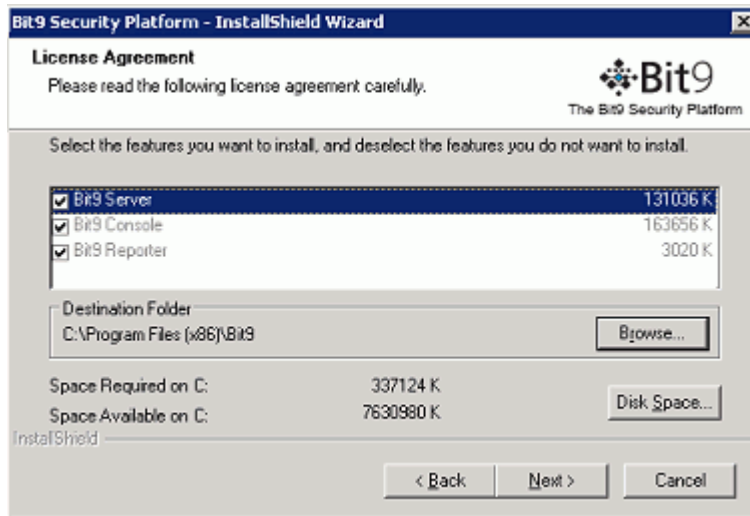 Bit9 Security Platform - InstallShield Wizard
License Agreement
Please read the following license agreement carefully.
Bit9
The Bit9 Security Platform
Select the features you want to install, and deselect the features you do not want to install.
Bit9 Server 131036 K
Bit9 Console 163656 K
Bit9 Reporter 3020 K
Destination Folder
C:\Program Files (x86)\Bit9
Browse...
Space Required on C: 337124 K
Space Available on C: 7630980 K
Disk Space...
InstallShield
< Back Next > Cancel